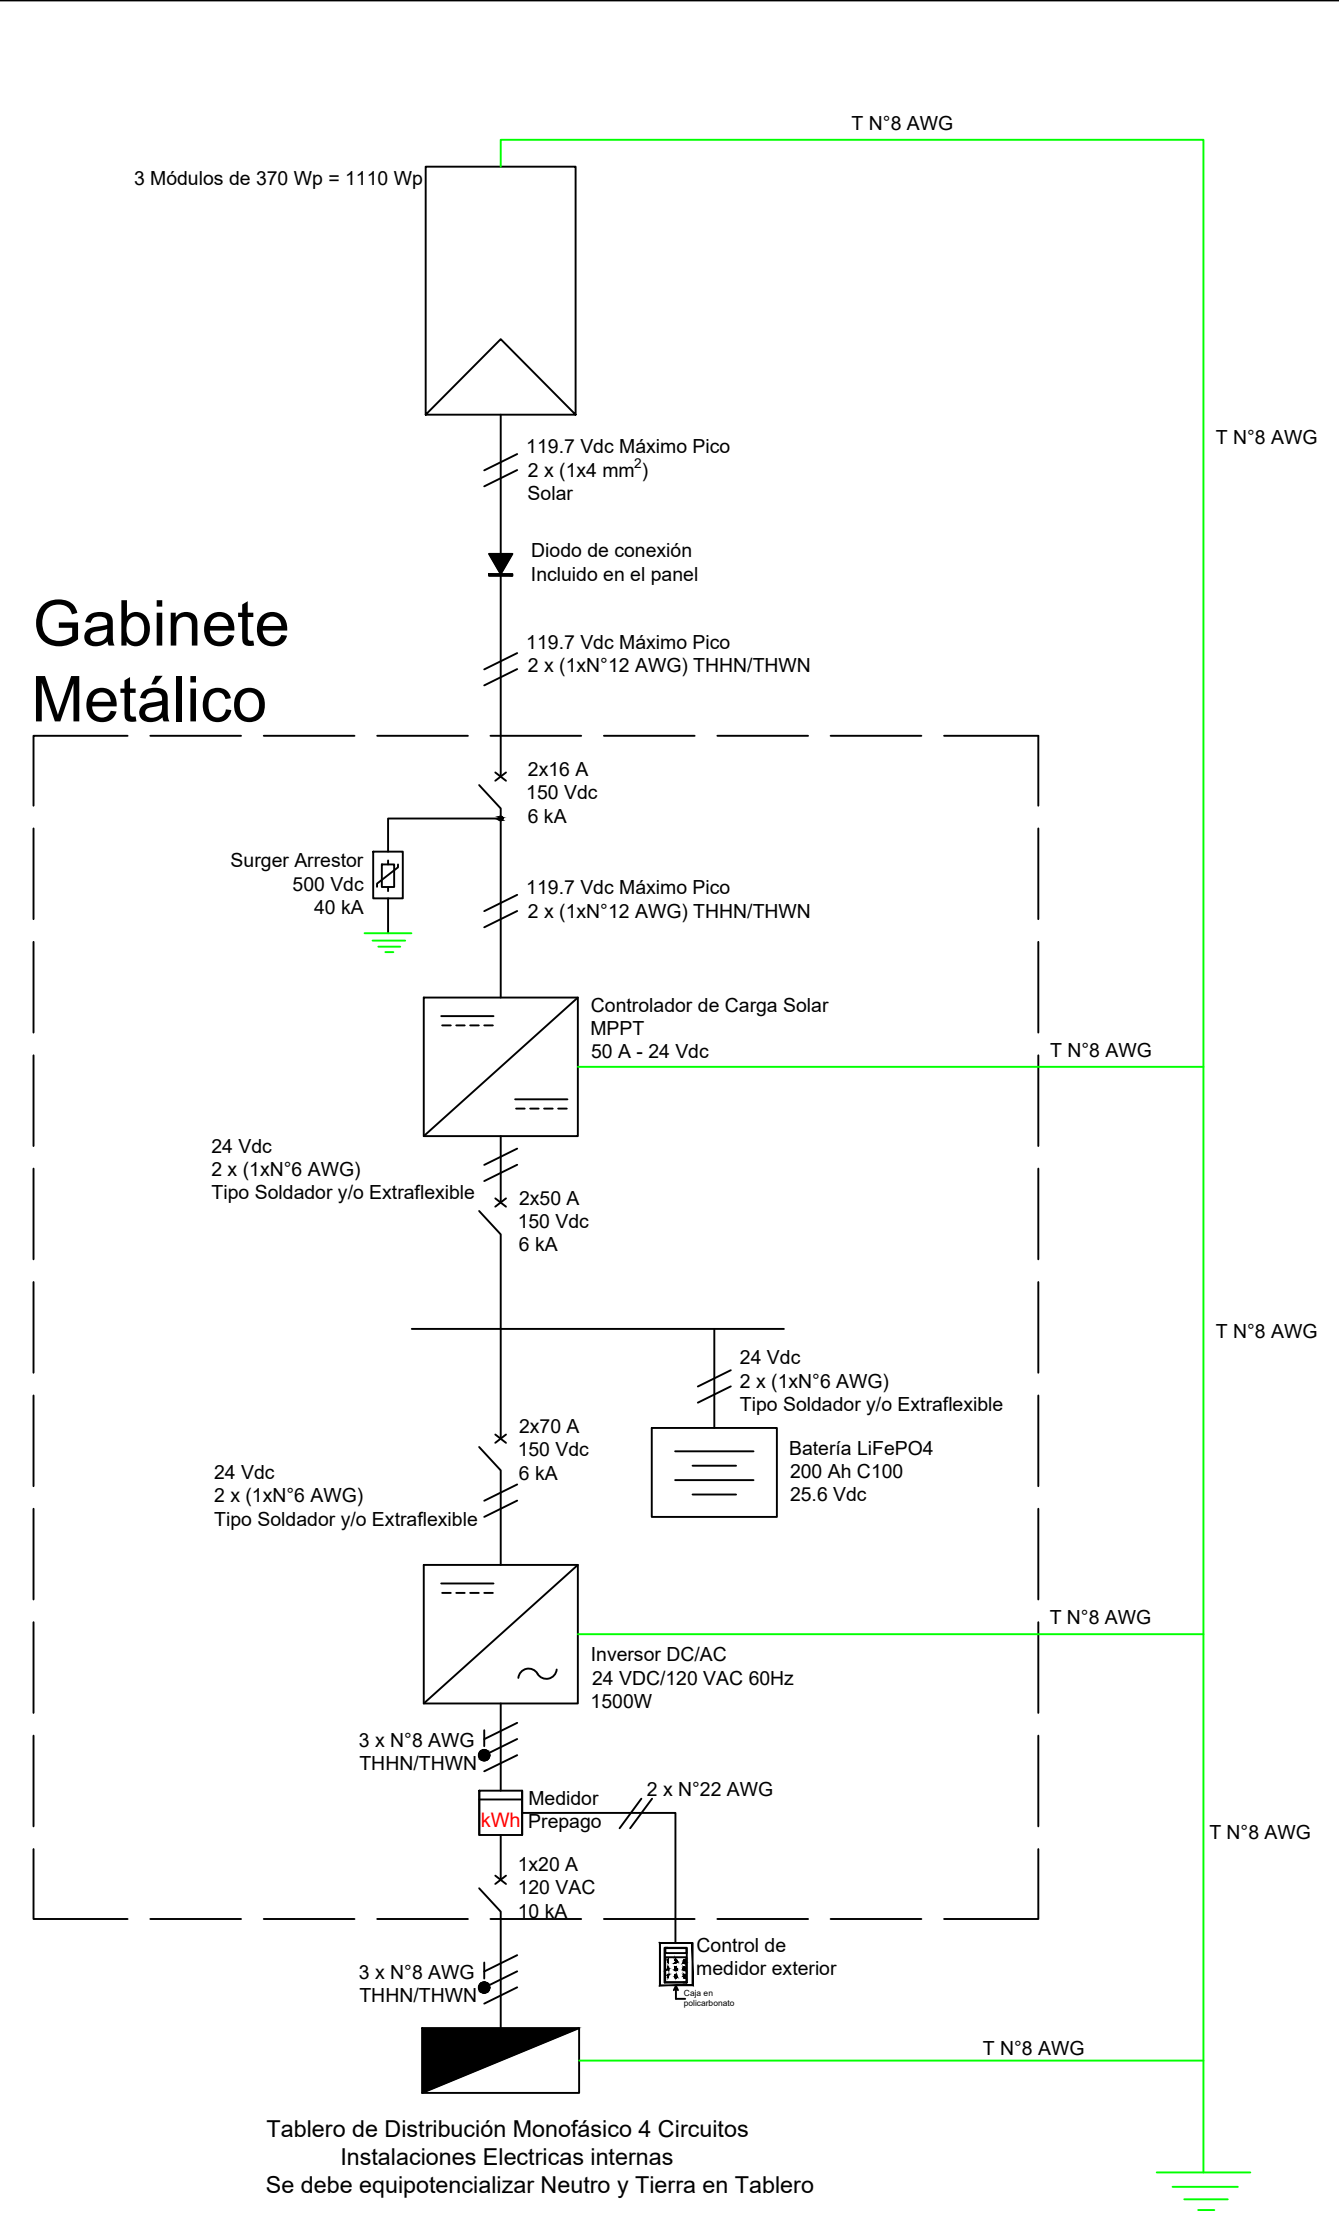 T N°8 AWG
3 Módulos de 370 Wp = 1110 Wp
T N°8 AWG
119.7 Vdc Máximo Pico
2 x (1x4 mm²)
Solar
Diodo de conexión
Incluido en el panel
Gabinete
Metálico
119.7 Vdc Máximo Pico
2 x (1xN°12 AWG) THHN/THWN
2x16 A
150 Vdc
6 kA
Surger Arrestor
500 Vdc
40 kA
119.7 Vdc Máximo Pico
2 x (1xN°12 AWG) THHN/THWN
Controlador de Carga Solar
MPPT
50 A - 24 Vdc
T N°8 AWG
24 Vdc
2 x (1xN°6 AWG)
Tipo Soldador y/o Extraflexible
2x50 A
150 Vdc
6 kA
T N°8 AWG
24 Vdc
2 x (1xN°6 AWG)
Tipo Soldador y/o Extraflexible
2x70 A
150 Vdc
6 kA
Batería LiFePO4
200 Ah C100
25.6 Vdc
24 Vdc
2 x (1xN°6 AWG)
Tipo Soldador y/o Extraflexible
T N°8 AWG
Inversor DC/AC
24 VDC/120 VAC 60Hz
1500W
3 x N°8 AWG
THHN/THWN
kWh
Medidor
Prepago
2 x N°22 AWG
T N°8 AWG
1x20 A
120 VAC
10 kA
Control de
medidor exterior
Caja en
policarbonato
3 x N°8 AWG
THHN/THWN
T N°8 AWG
Tablero de Distribución Monofásico 4 Circuitos
Instalaciones Electricas internas
Se debe equipotencializar Neutro y Tierra en Tablero